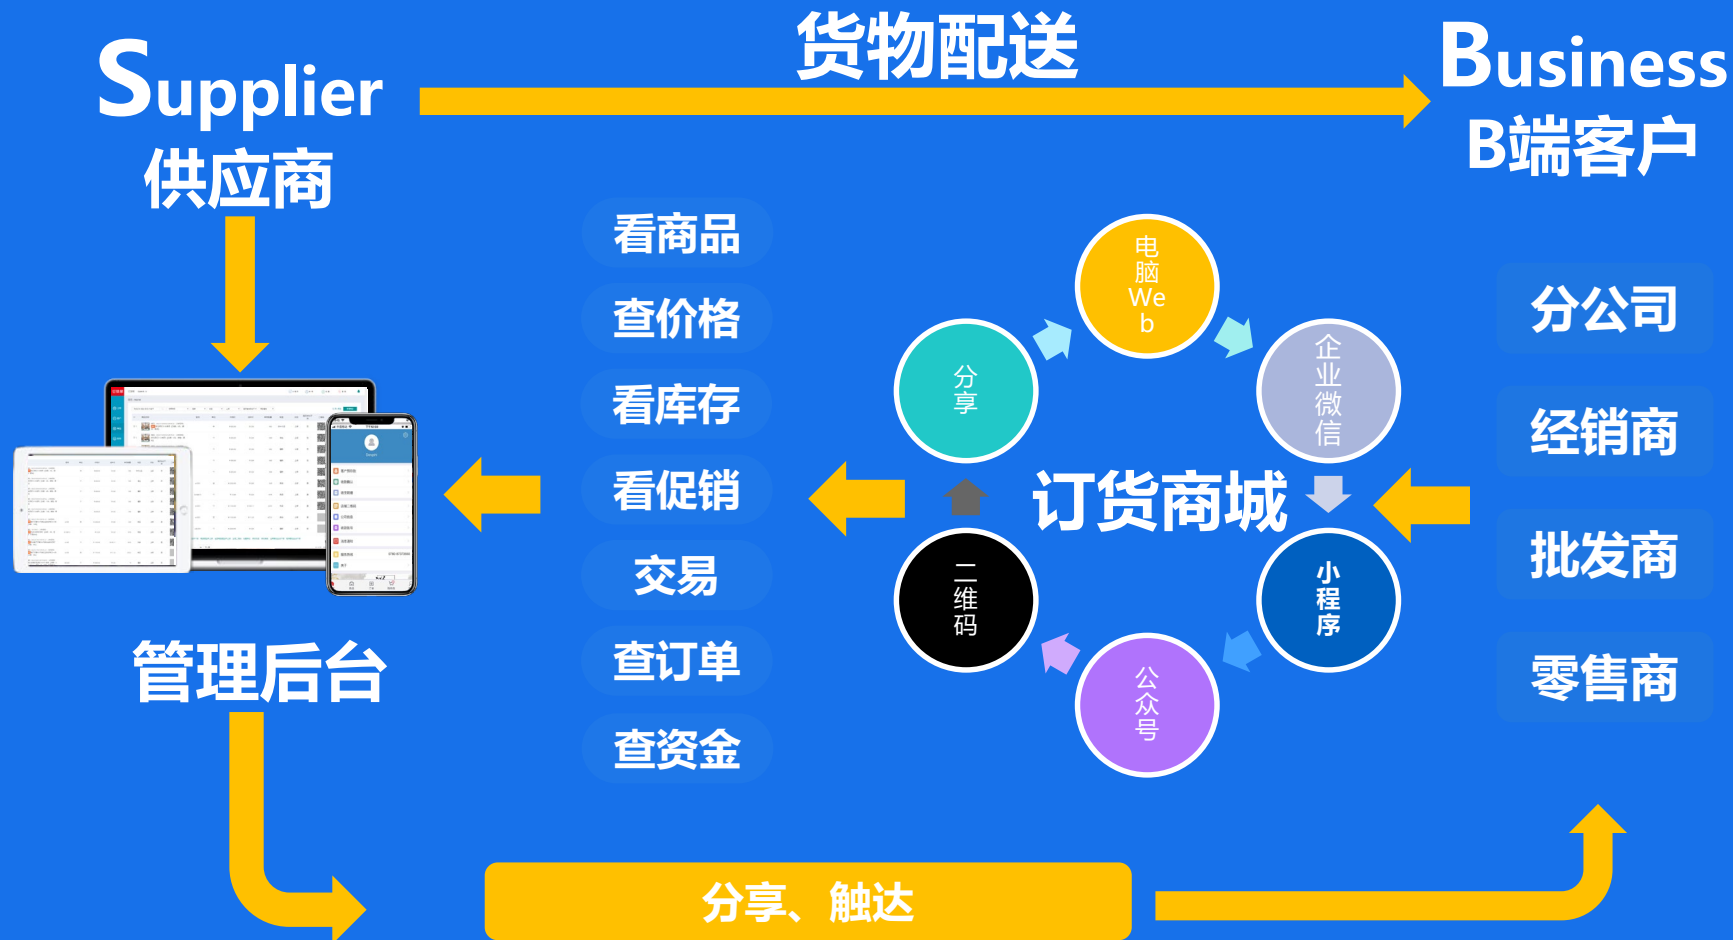 货物配送
Supplier
供应商
Business
B端客户
看商品
查价格
看库存
看促销
交易
查订单
查资金
电
脑
We
b
企
业
微
信
小
程
序
公
众
号
二
维
码
分
享
订货商城
分公司
经销商
批发商
零售商
管理后台
分享、触达